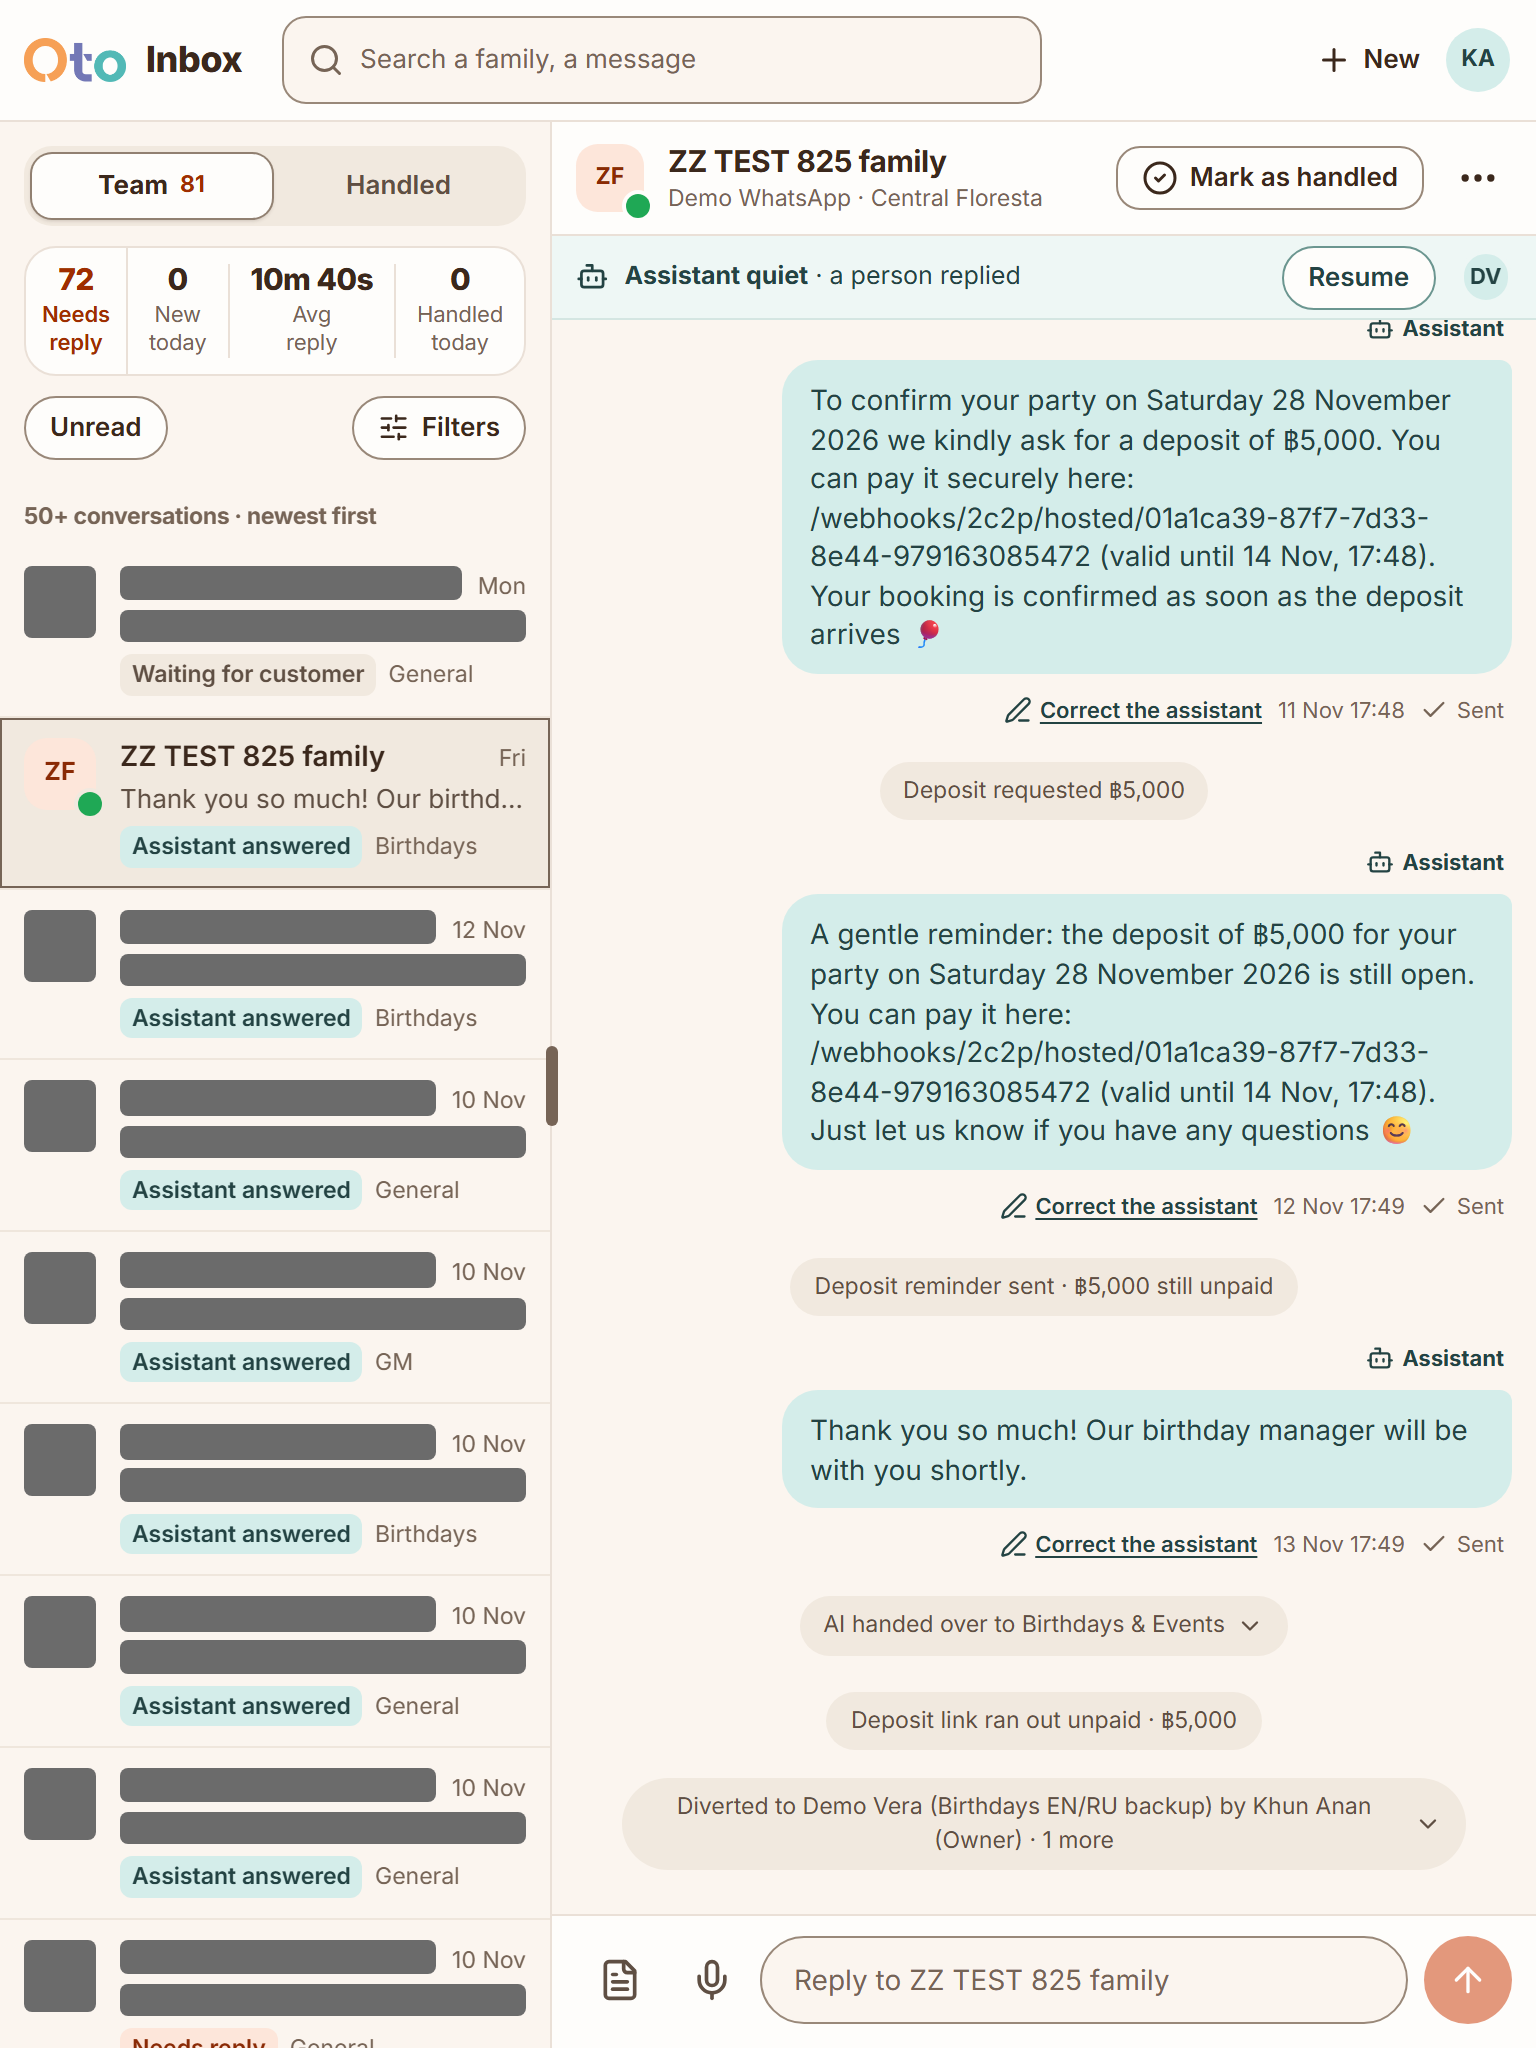 Oto Inbox
Search a family, a message
New
KA
Team 81
Handled
72
Needs
reply
0
New
today
10m 40s
Avg
reply
0
Handled
today
Unread
Filters
50+ conversations · newest first
Mon
Waiting for customer General
ZF
ZZ TEST 825 family
Fri
Thank you so much! Our birthd...
Assistant answered Birthdays
12 Nov
Assistant answered Birthdays
10 Nov
Assistant answered General
10 Nov
Assistant answered GM
10 Nov
Assistant answered Birthdays
10 Nov
Assistant answered General
10 Nov
Assistant answered General
10 Nov
Needs reply General
ZF
ZZ TEST 825 family
Demo WhatsApp · Central Floresta
Mark as handled
Assistant quiet · a person replied
Resume
DV
Assistant
To confirm your party on Saturday 28 November
2026 we kindly ask for a deposit of ฿5,000. You
can pay it securely here:
/webhooks/2c2p/hosted/01a1ca39-87f7-7d33-
8e44-979163085472 (valid until 14 Nov, 17:48).
Your booking is confirmed as soon as the deposit
arrives 🎈
Correct the assistant 11 Nov 17:48 Sent
Deposit requested ฿5,000
Assistant
A gentle reminder: the deposit of ฿5,000 for your
party on Saturday 28 November 2026 is still open.
You can pay it here:
/webhooks/2c2p/hosted/01a1ca39-87f7-7d33-
8e44-979163085472 (valid until 14 Nov, 17:48).
Just let us know if you have any questions 😊
Correct the assistant 12 Nov 17:49 Sent
Deposit reminder sent · ฿5,000 still unpaid
Assistant
Thank you so much! Our birthday manager will be
with you shortly.
Correct the assistant 13 Nov 17:49 Sent
AI handed over to Birthdays & Events
Deposit link ran out unpaid · ฿5,000
Diverted to Demo Vera (Birthdays EN/RU backup) by Khun Anan
(Owner) · 1 more
Reply to ZZ TEST 825 family